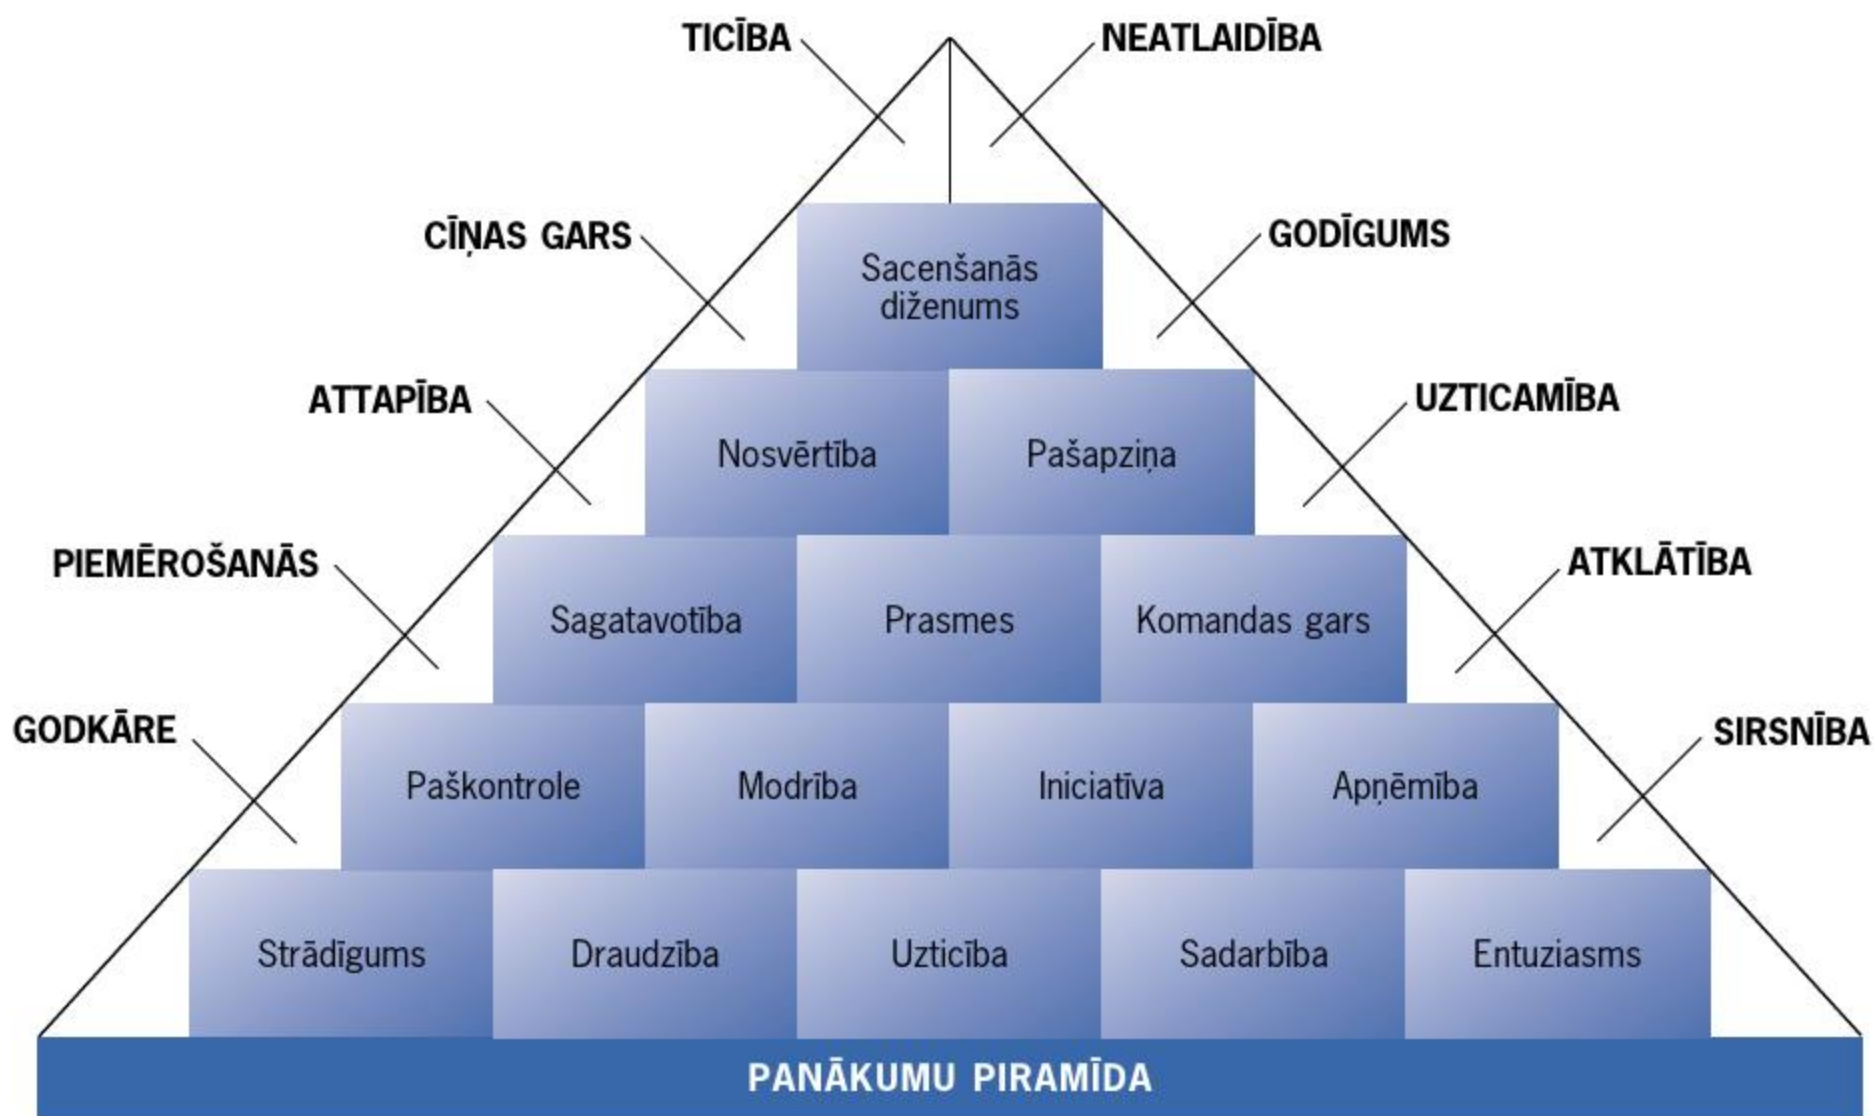 TICĪBA
NEATLAIDĪBA
CĪŅAS GARS
GODĪGUMS
Sacenšanās
diženums
ATTAPĪBA
UZTICAMĪBA
Nosvērtība
Pašapziņa
PIEMĒROŠANĀS
ATKLĀTĪBA
Sagatavotība
Prasmes
Komandas gars
GODKĀRE
SIRSNĪBA
Paškontrole
Modrība
Iniciatīva
Apņēmība
Strādīgums
Draudzība
Uzticība
Sadarbība
Entuziasms
PANĀKUMU PIRAMĪDA